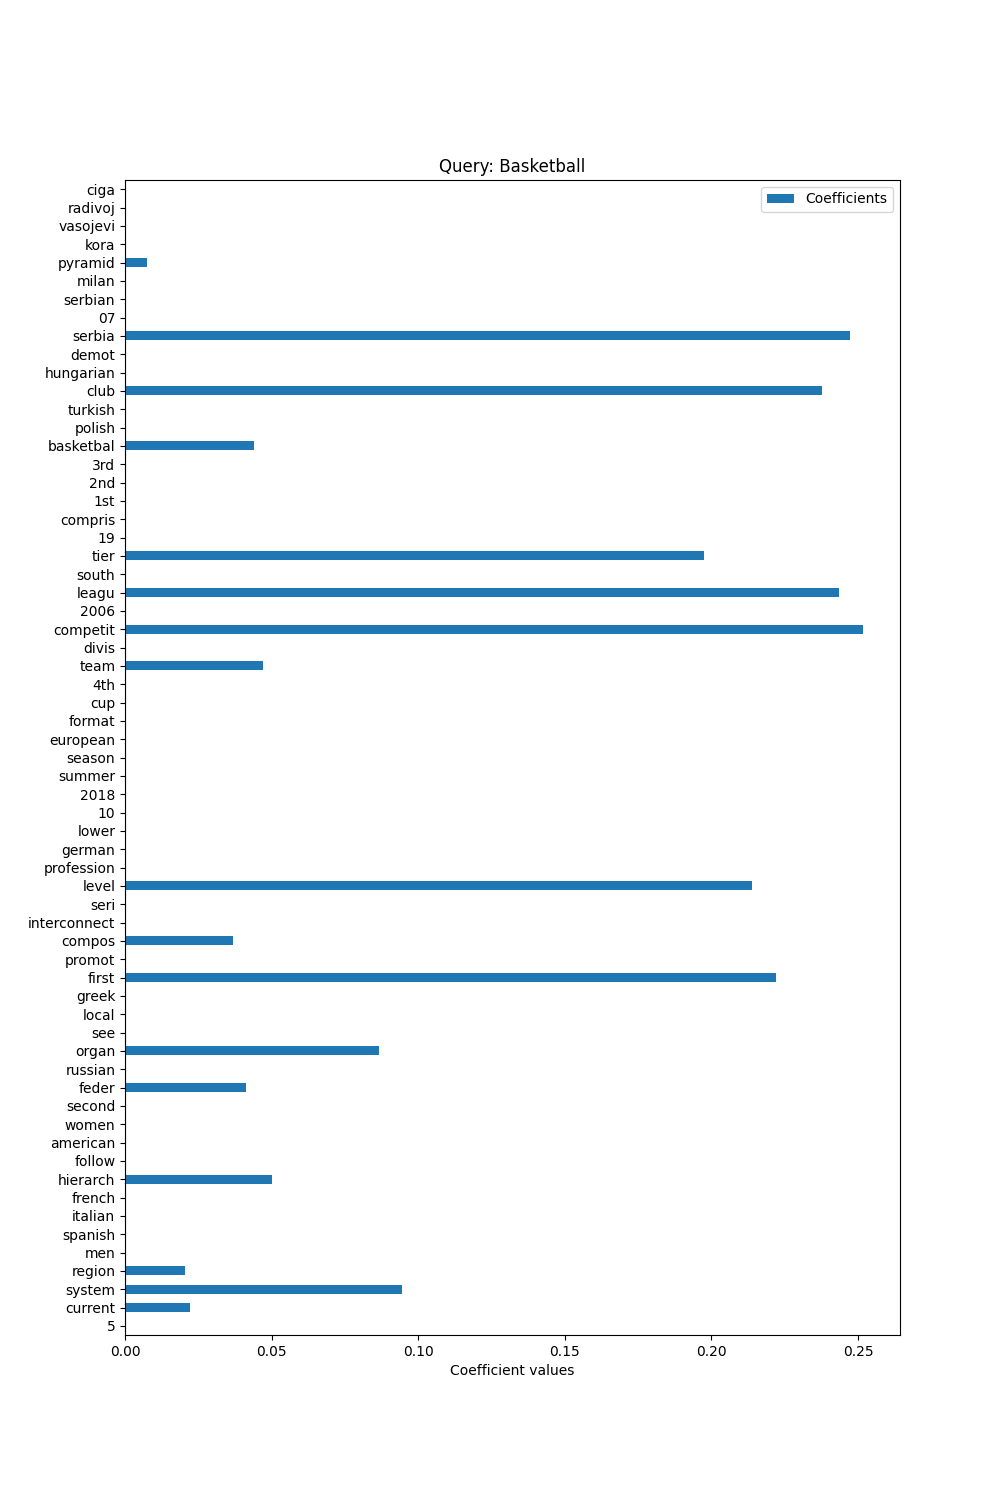 Query: Basketball
Coefficients
ciga
radivoj
vasojevi
kora
pyramid
milan
serbian
07
serbia
demot
hungarian
club
turkish
polish
basketbal
3rd
2nd
1st
compris
19
tier
south
leagu
2006
competit
divis
team
4th
cup
format
european
season
summer
2018
10
lower
german
profession
level
seri
interconnect
compos
promot
first
greek
local
see
organ
russian
feder
second
women
american
follow
hierarch
french
italian
spanish
men
region
system
current
5
0.00 0.05 0.10 0.15 0.20 0.25
Coefficient values